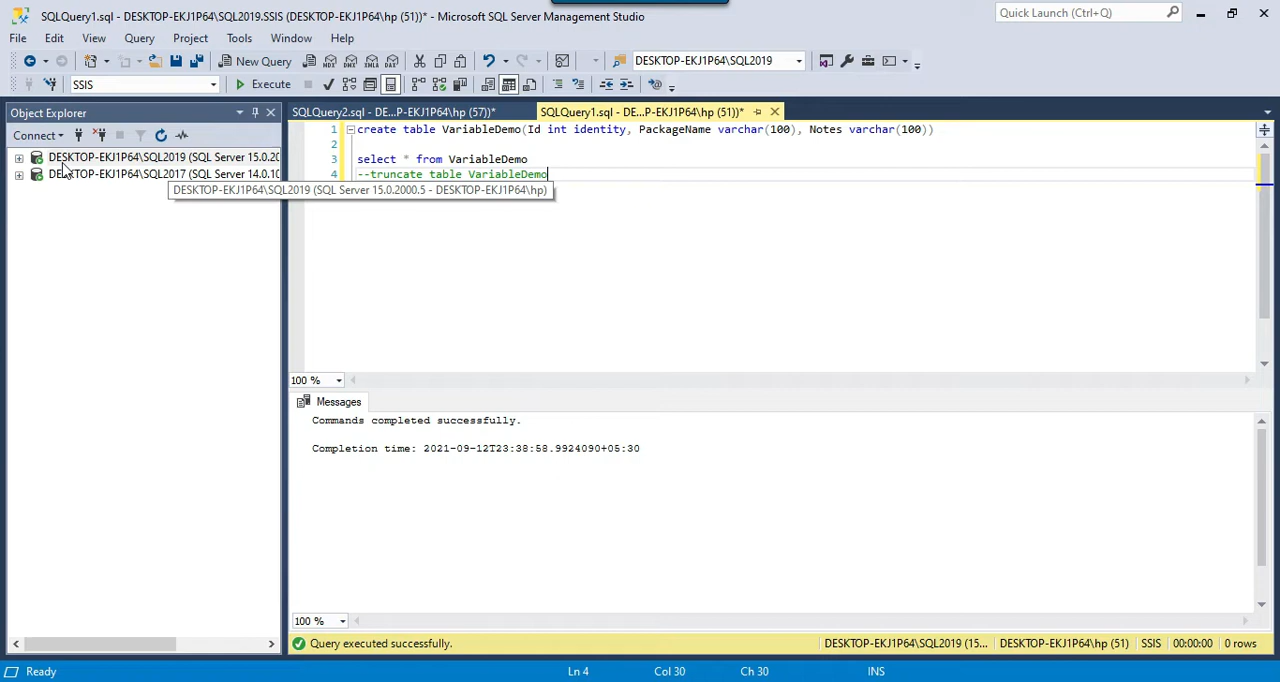 SQLQuery1.sql - DESKTOP-EKJ1P64\SQL2019.SSIS (DESKTOP-EKJ1P64\hp (51))* - Microsoft SQL Server Management Studio
Quick Launch (Ctrl+Q)
File Edit View Query Project Tools Window Help
New Query MDX DMX XMLA DAX DESKTOP-EKJ1P64\SQL2019
SSIS Execute
Object Explorer
SQLQuery2.sql - DE...P-EKJ1P64\hp (57))*
SQLQuery1.sql - DE...P-EKJ1P64\hp (51))*
Connect
DESKTOP-EKJ1P64\SQL2019 (SQL Server 15.0.20
DESKTOP-EKJ1P64\SQL2017 (SQL Server 14.0.10
DESKTOP-EKJ1P64\SQL2019 (SQL Server 15.0.2000.5 - DESKTOP-EKJ1P64\hp)
1 create table VariableDemo(Id int identity, PackageName varchar(100), Notes varchar(100))
2
3 select * from VariableDemo
4 --truncate table VariableDemo
100 %
Messages
Commands completed successfully.
Completion time: 2021-09-12T23:38:58.9924090+05:30
100 %
Query executed successfully. DESKTOP-EKJ1P64\SQL2019 (15... DESKTOP-EKJ1P64\hp (51) SSIS 00:00:00 0 rows
Ready Ln 4 Col 30 Ch 30 INS